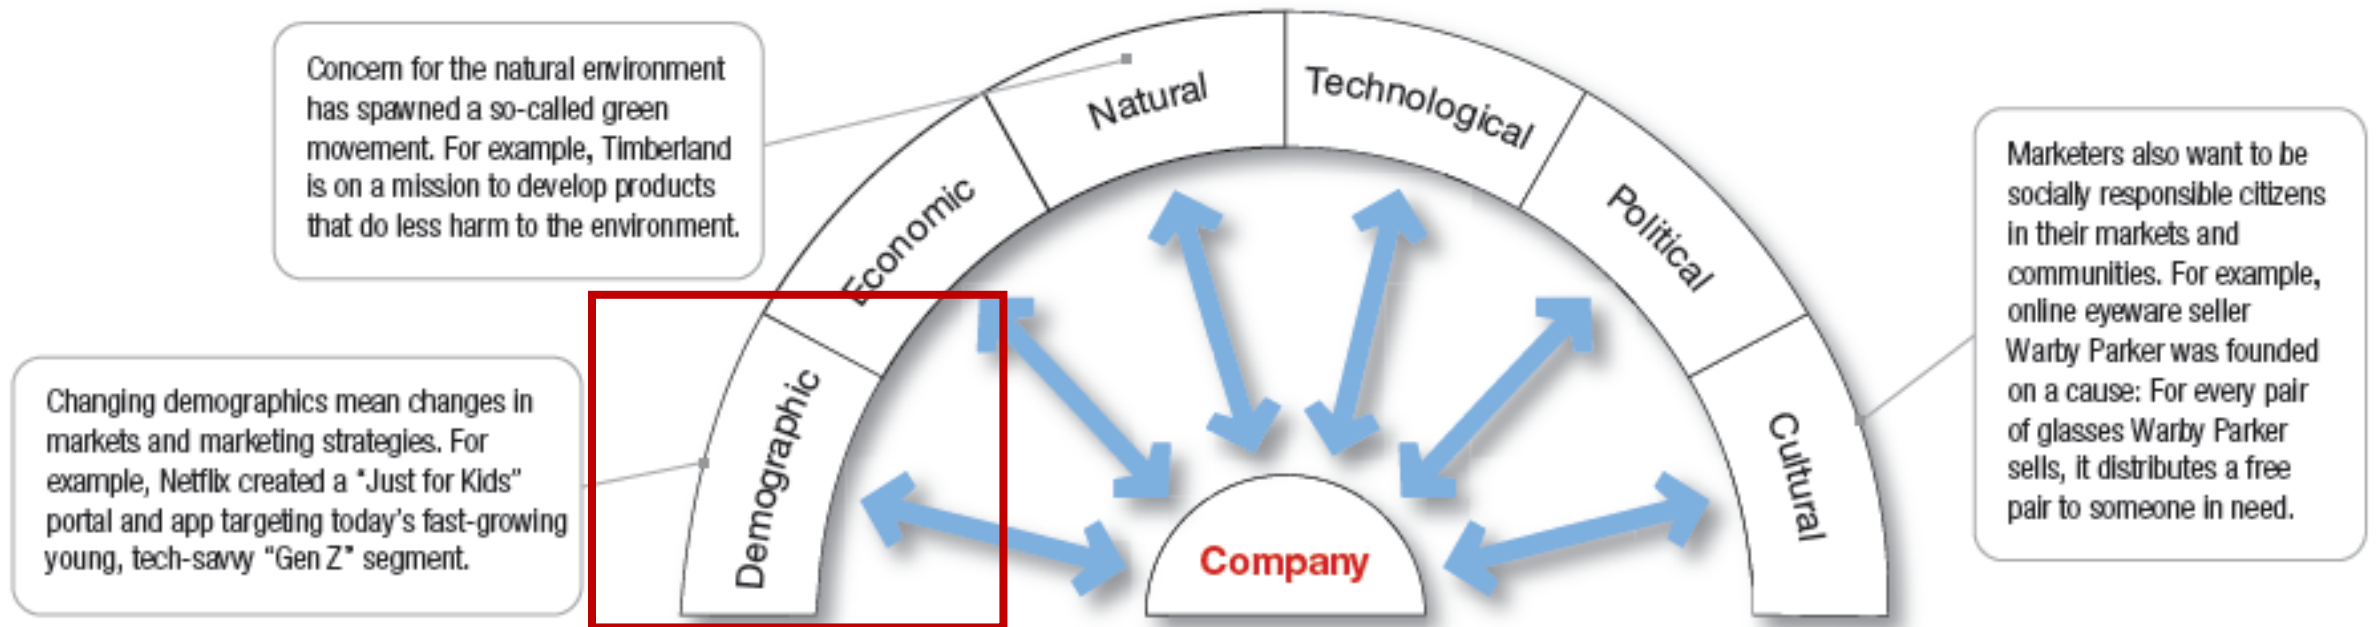 Concern for the natural environment
has spawned a so-called green
movement. For example, Timberland
is on a mission to develop products
that do less harm to the environment.
Changing demographics mean changes in
markets and marketing strategies. For
example, Netflix created a "Just for Kids"
portal and app targeting today's fast-growing
young, tech-savvy "Gen Z" segment.
Demographic
Economic
Natural
Technological
Political
Cultural
Company
Marketers also want to be
socially responsible citizens
in their markets and
communities. For example,
online eyeware seller
Warby Parker was founded
on a cause: For every pair
of glasses Warby Parker
sells, it distributes a free
pair to someone in need.